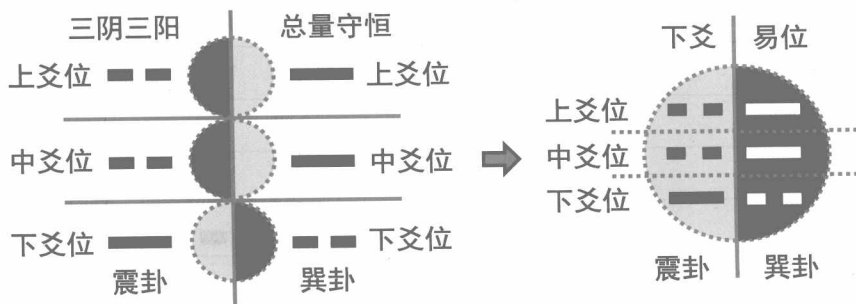 三阴三阳 总量守恒
上爻位 上爻位
中爻位 中爻位
下爻位 下爻位
震卦 巽卦
下爻 易位
上爻位
中爻位
下爻位
震卦 巽卦